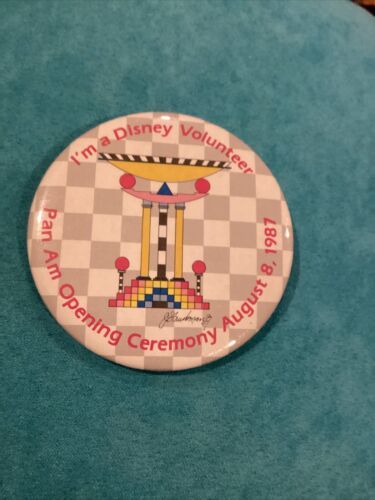 I'm a Disney Volunteer
Pan Am Opening Ceremony August 8, 1987